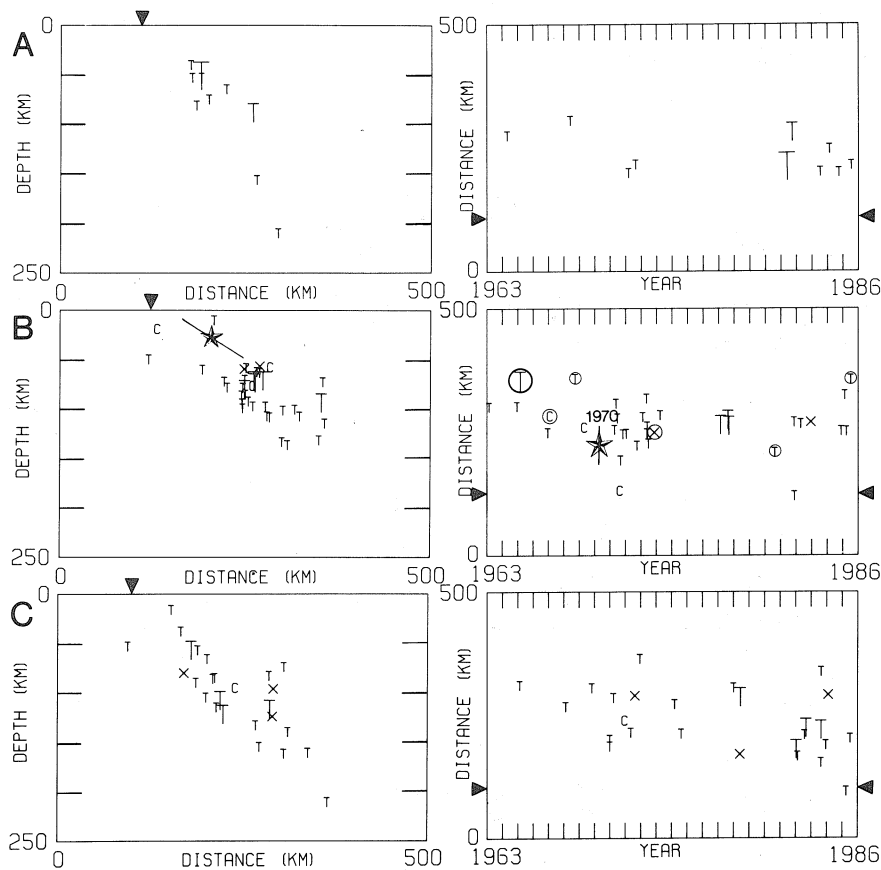 A
0
DEPTH (KM)
250
0
DISTANCE (KM)
500
500
DISTANCE (KM)
0
1963
YEAR
1986
B
0
DEPTH (KM)
250
0
DISTANCE (KM)
500
500
DISTANCE (KM)
1970
0
1963
YEAR
1986
C
0
DEPTH (KM)
250
0
DISTANCE (KM)
500
500
DISTANCE (KM)
0
1963
YEAR
1986